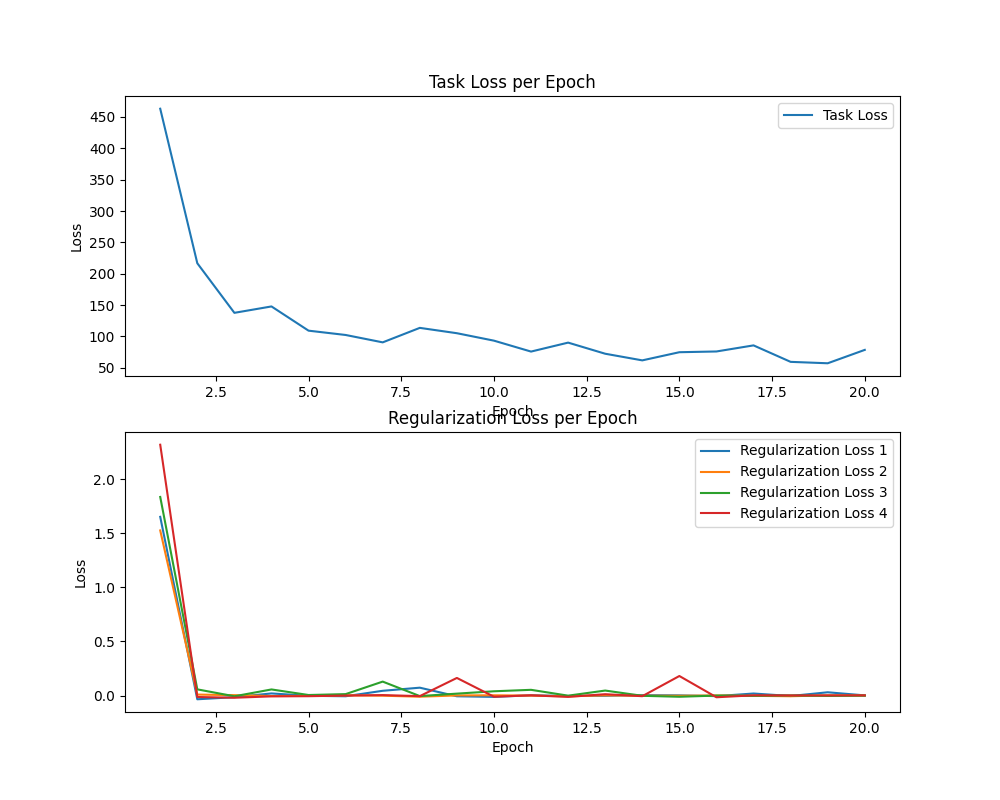 Task Loss per Epoch
Loss
450
400
350
300
250
200
150
100
50
Task Loss
2.5 5.0 7.5 10.0 12.5 15.0 17.5 20.0
Epoch
Regularization Loss per Epoch
Loss
2.0
1.5
1.0
0.5
0.0
Regularization Loss 1
Regularization Loss 2
Regularization Loss 3
Regularization Loss 4
2.5 5.0 7.5 10.0 12.5 15.0 17.5 20.0
Epoch